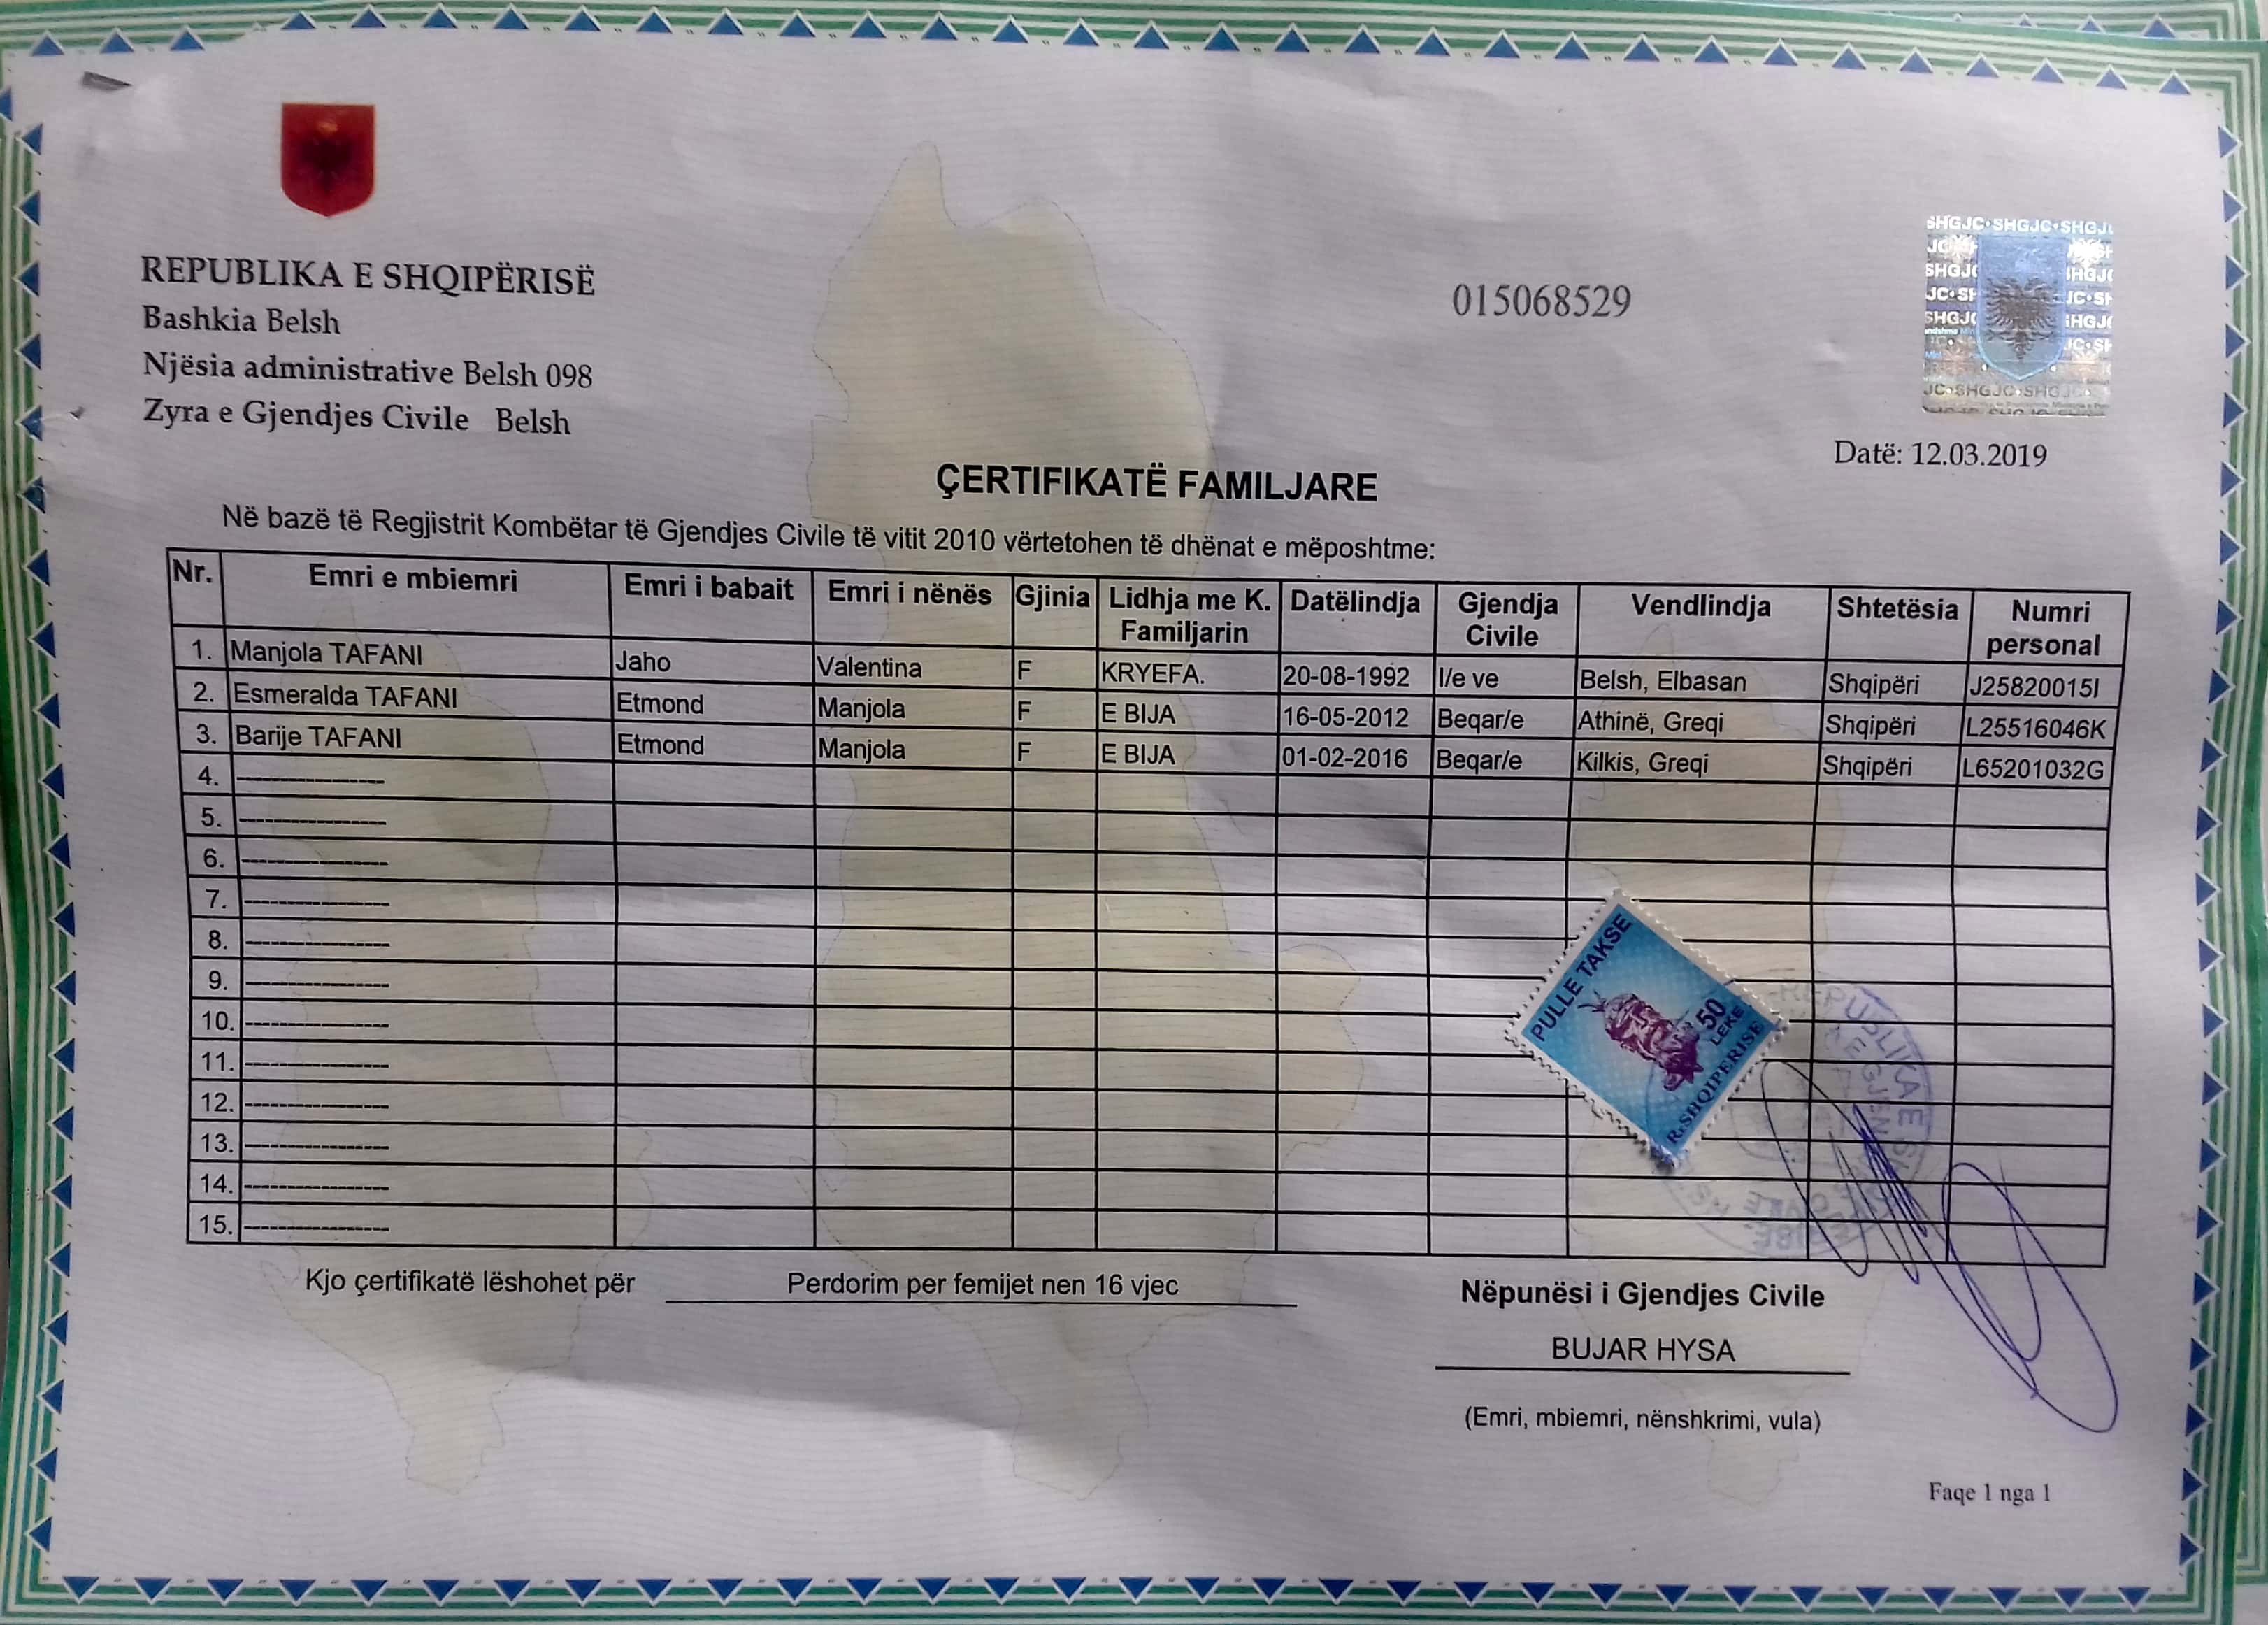 REPUBLIKA E SHQIPËRISË
Bashkia Belsh
Njësia administrative Belsh 098
Zyra e Gjendjes Civile Belsh
015068529
SHGJC•SHGJC•SHGJC
Datë: 12.03.2019
ÇERTIFIKATË FAMILJARE
Në bazë të Regjistrit Kombëtar të Gjendjes Civile të vitit 2010 vërtetohen të dhënat e mëposhtme:
Nr. Emri e mbiemri Emri i babait Emri i nënës Gjinia Lidhja me K. Familjarin Datëlindja Gjendja Civile Vendlindja Shtetësia Numri personal
1. Manjola TAFANI Jaho Valentina F KRYEFA. 20-08-1992 I/e ve Belsh, Elbasan Shqipëri J25820015I
2. Esmeralda TAFANI Etmond Manjola F E BIJA 16-05-2012 Beqar/e Athinë, Greqi Shqipëri L25516046K
3. Barije TAFANI Etmond Manjola F E BIJA 01-02-2016 Beqar/e Kilkis, Greqi Shqipëri L65201032G
4. --------------------
5. --------------------
6. --------------------
7. --------------------
8. --------------------
9. --------------------
10. --------------------
11. --------------------
12. --------------------
13. --------------------
14. --------------------
15. --------------------
PULLE TAKSE
50
LEKE
R. SHQIPERISE
REPUBLIKA E
Kjo çertifikatë lëshohet për Perdorim per femijet nen 16 vjec
Nëpunësi i Gjendjes Civile
BUJAR HYSA
(Emri, mbiemri, nënshkrimi, vula)
Faqe 1 nga 1